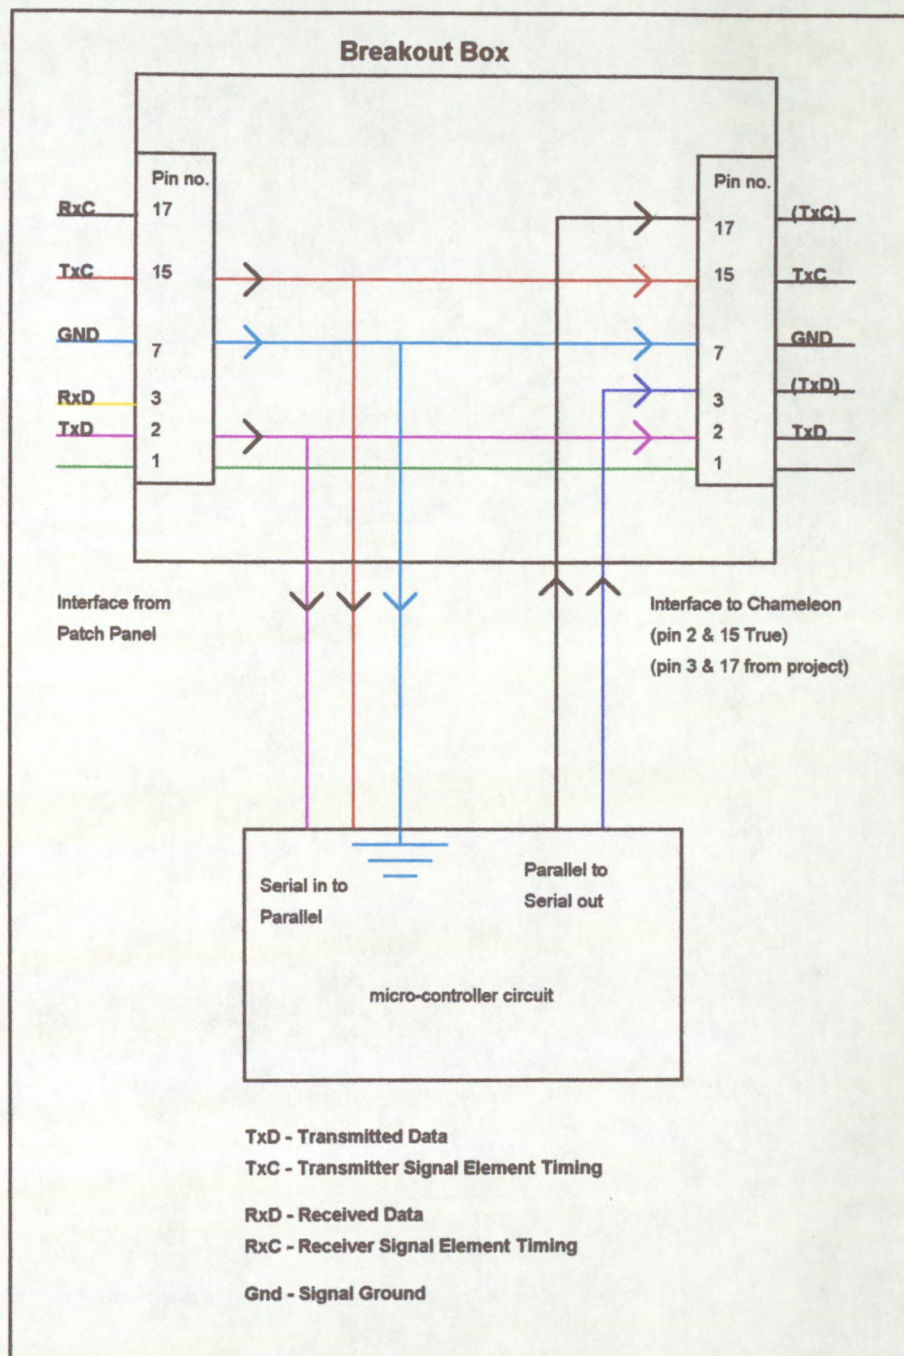 Breakout Box
Pin no.
RxC 17
TxC 15
GND 7
RxD 3
TxD 2
1
Pin no.
17 (TxC)
15 TxC
7 GND
3 (TxD)
2 TxD
1
Interface from
Patch Panel
Interface to Chameleon
(pin 2 & 15 True)
(pin 3 & 17 from project)
Serial in to
Parallel
Parallel to
Serial out
micro-controller circuit
TxD - Transmitted Data
TxC - Transmitter Signal Element Timing
RxD - Received Data
RxC - Receiver Signal Element Timing
Gnd - Signal Ground